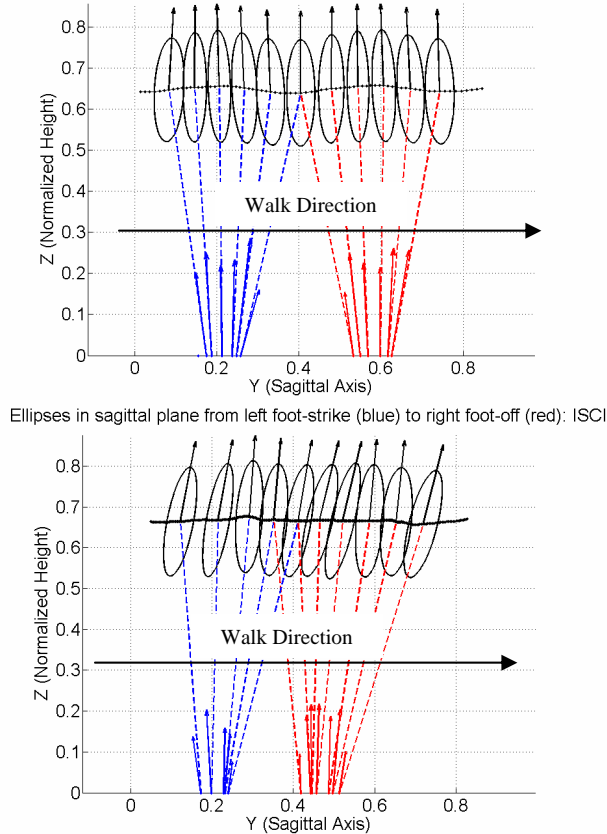 0.8
0.7
0.6
0.5
0.4
0.3
0.2
0.1
0
Z (Normalized Height)
Walk Direction
0 0.2 0.4 0.6 0.8
Y (Sagittal Axis)
Ellipses in sagittal plane from left foot-strike (blue) to right foot-off (red): ISCI
0.8
0.7
0.6
0.5
0.4
0.3
0.2
0.1
0
Z (Normalized Height)
Walk Direction
0 0.2 0.4 0.6 0.8
Y (Sagittal Axis)